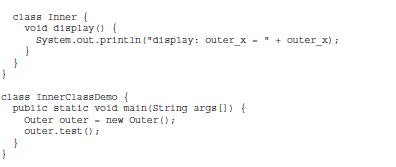 class Inner {
void display() {
System.out.println("display: outer_x = " + outer_x);
}
}
}
class InnerClassDemo {
public static void main(String args[]) {
Outer outer = new Outer();
outer.test();
}
}